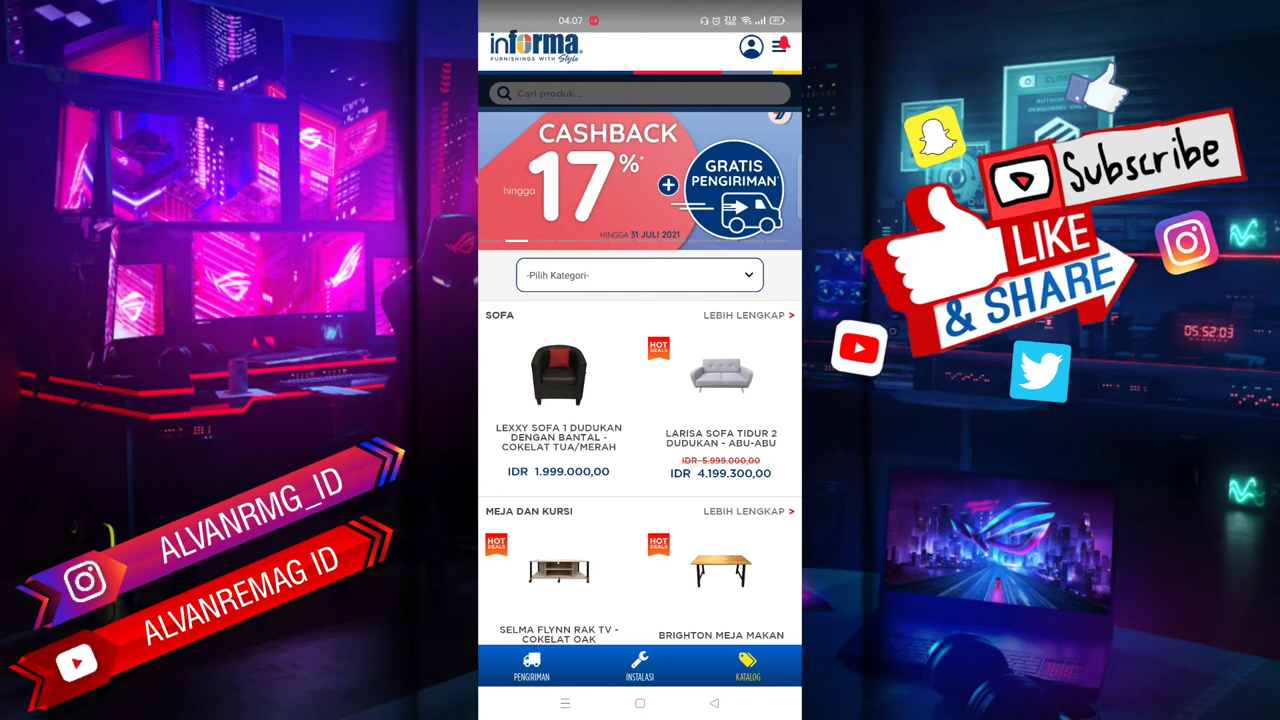 04.07
informa
FURNISHINGS WITH Style
Cari produk...
CASHBACK
hingga 17%*
+
GRATIS
PENGIRIMAN*
HINGGA 31 JULI 2021
-Pilih Kategori-
SOFA
LEBIH LENGKAP >
LEXXY SOFA 1 DUDUKAN
DENGAN BANTAL -
COKELAT TUA/MERAH
IDR 1.999.000,00
HOT
DEALS
LARISA SOFA TIDUR 2
DUDUKAN - ABU-ABU
IDR 5.999.000,00
IDR 4.199.300,00
MEJA DAN KURSI
LEBIH LENGKAP >
HOT
DEALS
SELMA FLYNN RAK TV -
COKELAT OAK
HOT
DEALS
BRIGHTON MEJA MAKAN
PENGIRIMAN
INSTALASI
KATALOG
ALVANRMG_ID
ALVANREMAG ID
Subscribe
LIKE
& SHARE
CLOSE
05:52:03